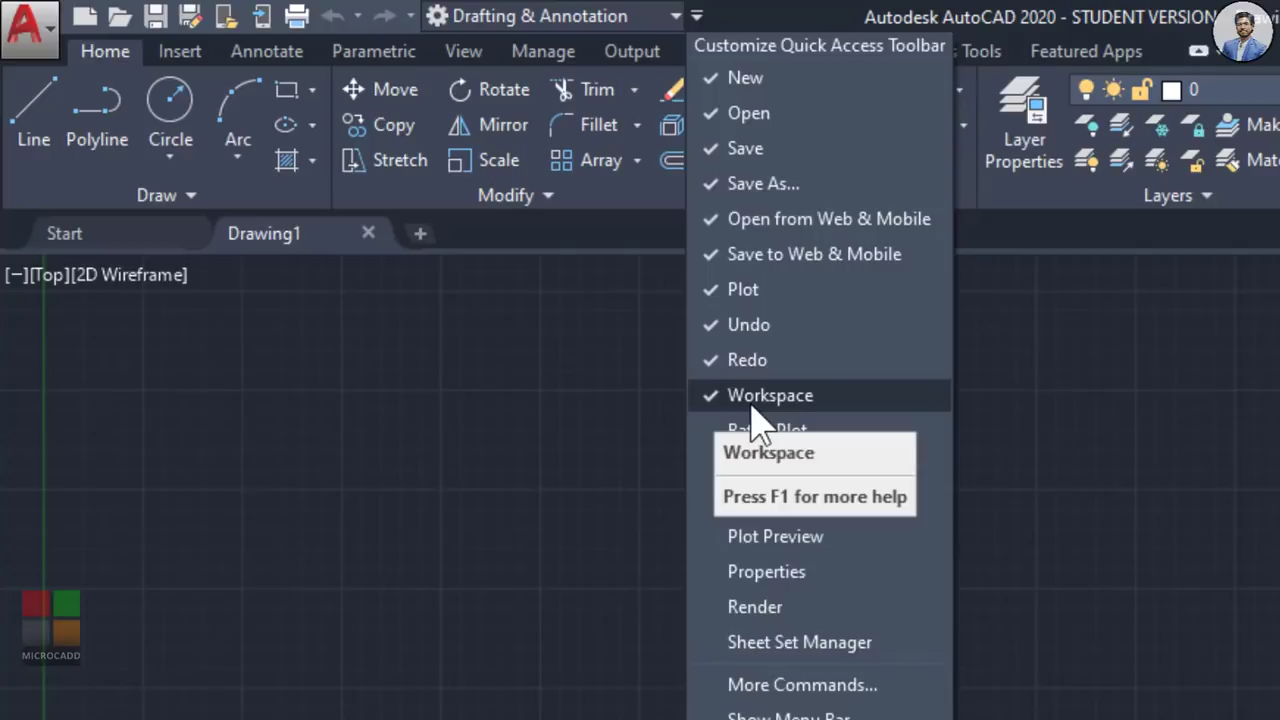 Drafting & Annotation
Autodesk AutoCAD 2020 - STUDENT VERSION
Home Insert Annotate Parametric View Manage Output Tools Featured Apps
Customize Quick Access Toolbar
New
Open
Save
Save As...
Open from Web & Mobile
Save to Web & Mobile
Plot
Undo
Redo
Workspace
Workspace
Press F1 for more help
Plot Preview
Properties
Render
Sheet Set Manager
More Commands...
Show Menu Bar
Line
Polyline
Circle
Arc
Draw
Move
Rotate
Trim
Copy
Mirror
Fillet
Stretch
Scale
Array
Modify
Layer
Properties
0
Layers
Start
Drawing1
[−][Top][2D Wireframe]
MICROCADD